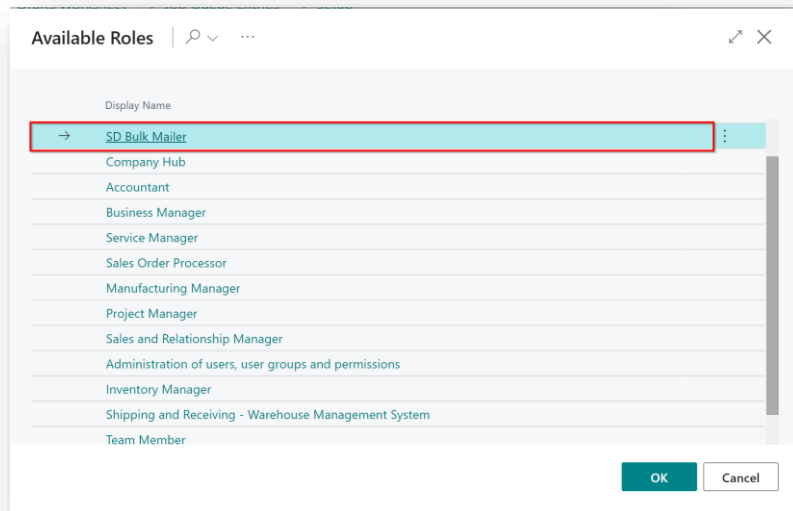 Available Roles
Display Name
SD Bulk Mailer
Company Hub
Accountant
Business Manager
Service Manager
Sales Order Processor
Manufacturing Manager
Project Manager
Sales and Relationship Manager
Administration of users, user groups and permissions
Inventory Manager
Shipping and Receiving - Warehouse Management System
Team Member
OK Cancel